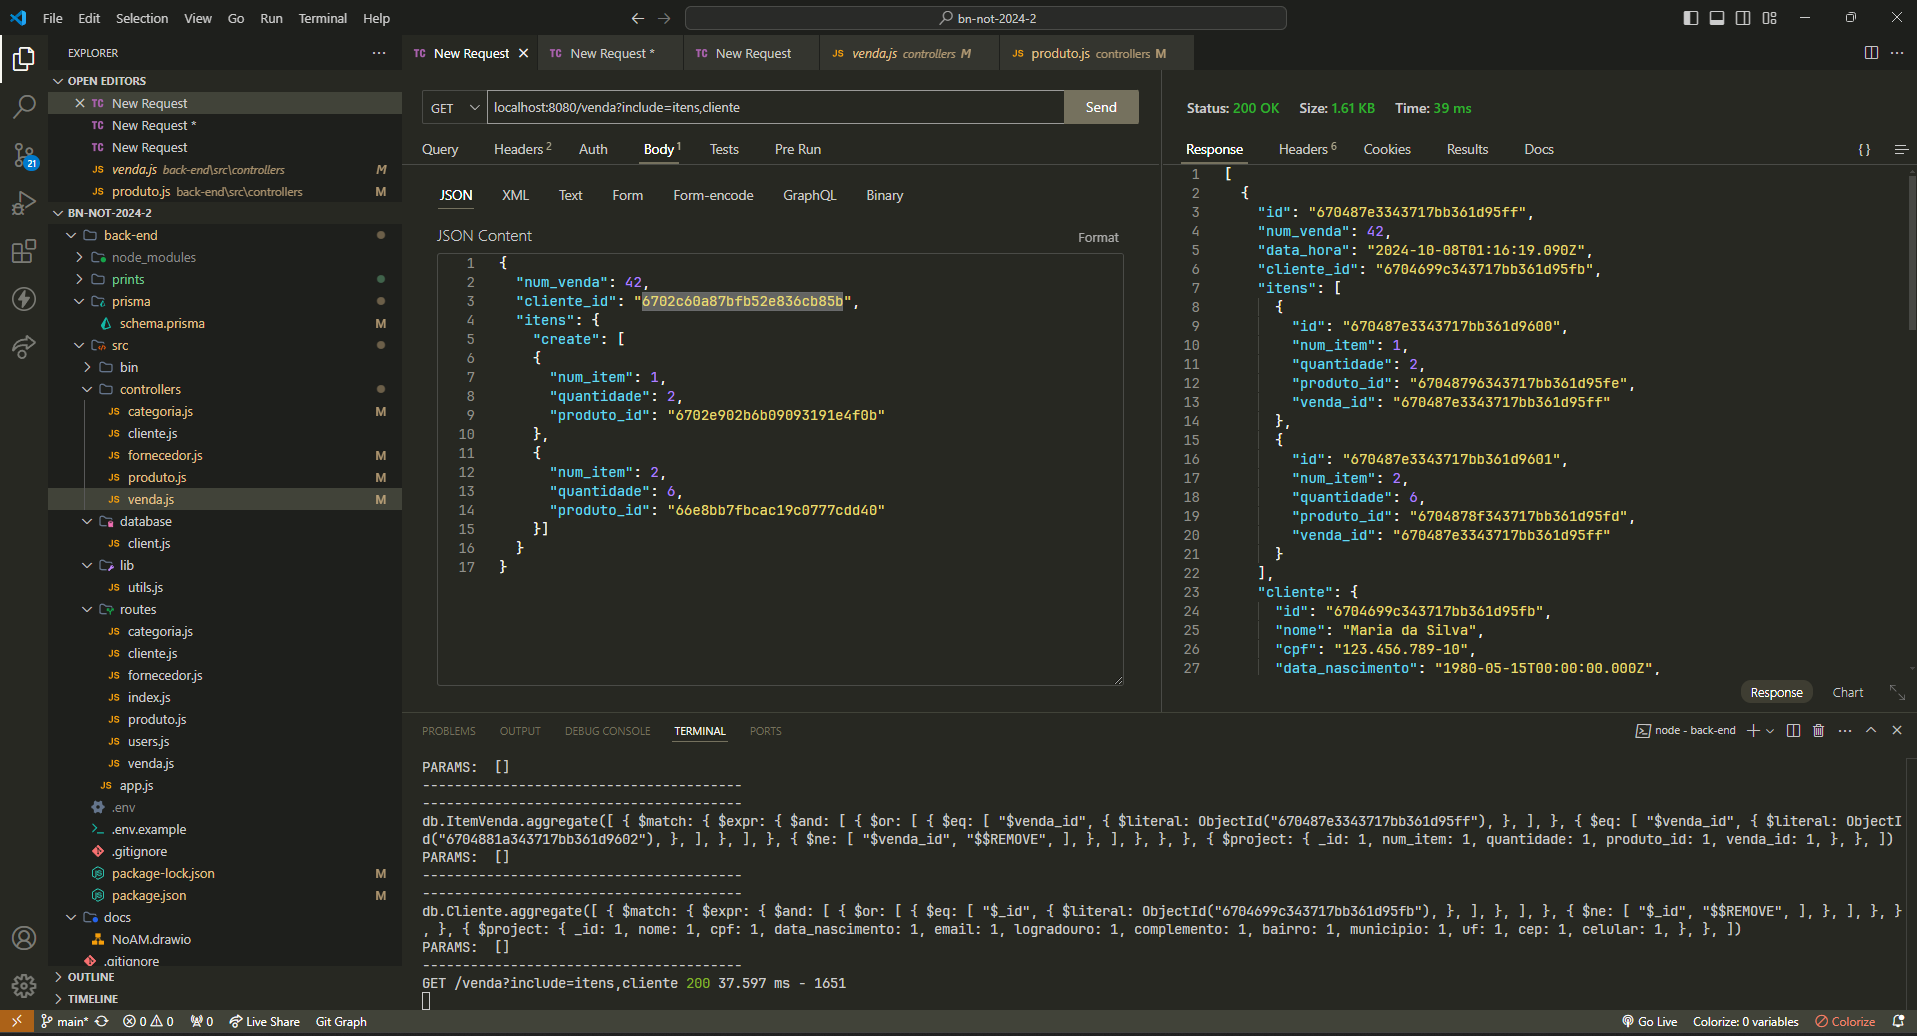 File Edit Selection View Go Run Terminal Help
bn-not-2024-2
EXPLORER
OPEN EDITORS
TC New Request
TC New Request *
TC New Request
JS venda.js back-end\src\controllers M
JS produto.js back-end\src\controllers M
BN-NOT-2024-2
back-end
node_modules
prints
prisma
schema.prisma M
src
bin
controllers
JS categoria.js M
JS cliente.js
JS fornecedor.js M
JS produto.js M
JS venda.js M
database
JS client.js
lib
JS utils.js
routes
JS categoria.js
JS cliente.js
JS fornecedor.js
JS index.js
JS produto.js
JS users.js
JS venda.js
JS app.js
.env
.env.example
.gitignore
package-lock.json M
package.json M
docs
NoAM.drawio
.gitignore
OUTLINE
TIMELINE
21
TC New Request
TC New Request *
TC New Request
JS venda.js controllers M
JS produto.js controllers M
GET localhost:8080/venda?include=itens,cliente Send
Query Headers 2 Auth Body 1 Tests Pre Run
JSON XML Text Form Form-encode GraphQL Binary
JSON Content Format
1 {
2 "num_venda": 42,
3 "cliente_id": "6702c60a87bfb52e836cb85b",
4 "itens": {
5 "create": [
6 {
7 "num_item": 1,
8 "quantidade": 2,
9 "produto_id": "6702e902b6b09093191e4f0b"
10 },
11 {
12 "num_item": 2,
13 "quantidade": 6,
14 "produto_id": "66e8bb7fbcac19c0777cdd40"
15 }]
16 }
17 }
Status: 200 OK Size: 1.61 KB Time: 39 ms
Response Headers 6 Cookies Results Docs {}
1 [
2 {
3 "id": "670487e3343717bb361d95ff",
4 "num_venda": 42,
5 "data_hora": "2024-10-08T01:16:19.090Z",
6 "cliente_id": "6704699c343717bb361d95fb",
7 "itens": [
8 {
9 "id": "670487e3343717bb361d9600",
10 "num_item": 1,
11 "quantidade": 2,
12 "produto_id": "67048796343717bb361d95fe",
13 "venda_id": "670487e3343717bb361d95ff"
14 },
15 {
16 "id": "670487e3343717bb361d9601",
17 "num_item": 2,
18 "quantidade": 6,
19 "produto_id": "6704878f343717bb361d95fd",
20 "venda_id": "670487e3343717bb361d95ff"
21 }
22 ],
23 "cliente": {
24 "id": "6704699c343717bb361d95fb",
25 "nome": "Maria da Silva",
26 "cpf": "123.456.789-10",
27 "data_nascimento": "1980-05-15T00:00:00.000Z",
Response Chart
PROBLEMS OUTPUT DEBUG CONSOLE TERMINAL PORTS
node - back-end
PARAMS: []
----------------------------------------
----------------------------------------
db.ItemVenda.aggregate([ { $match: { $expr: { $and: [ { $or: [ { $eq: [ "$venda_id", { $literal: ObjectId("670487e3343717bb361d95ff"), }, ], }, { $eq: [ "$venda_id", { $literal: ObjectI
d("6704881a343717bb361d9602"), }, ], }, ], }, { $ne: [ "$venda_id", "$$REMOVE", ], }, ], }, }, }, { $project: { _id: 1, num_item: 1, quantidade: 1, produto_id: 1, venda_id: 1, }, }, ])
PARAMS: []
----------------------------------------
----------------------------------------
db.Cliente.aggregate([ { $match: { $expr: { $and: [ { $or: [ { $eq: [ "$_id", { $literal: ObjectId("6704699c343717bb361d95fb"), }, ], }, ], }, { $ne: [ "$_id", "$$REMOVE", ], }, ], }, }
, }, { $project: { _id: 1, nome: 1, cpf: 1, data_nascimento: 1, email: 1, logradouro: 1, complemento: 1, bairro: 1, municipio: 1, uf: 1, cep: 1, celular: 1, }, }, ])
PARAMS: []
----------------------------------------
GET /venda?include=itens,cliente 200 37.597 ms - 1651
main* 0 0 0 Live Share Git Graph Go Live Colorize: 0 variables Colorize